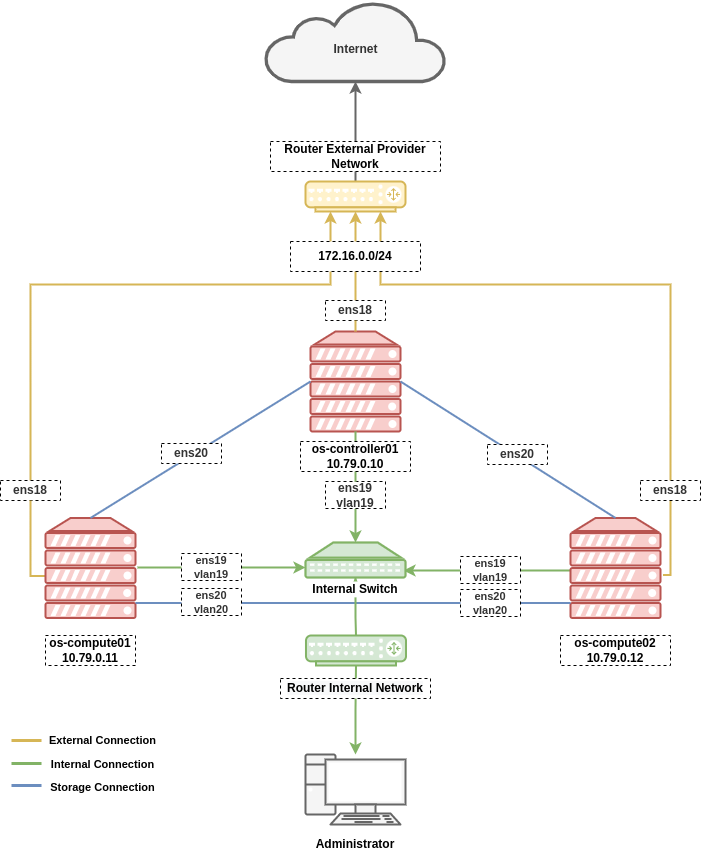 Internet
Router External Provider
Network
172.16.0.0/24
ens18
os-controller01
10.79.0.10
ens20
ens20
ens18
ens18
ens19
vlan19
ens19
vlan19
ens19
vlan19
Internal Switch
ens20
vlan20
ens20
vlan20
os-compute01
10.79.0.11
os-compute02
10.79.0.12
Router Internal Network
External Connection
Internal Connection
Storage Connection
Administrator